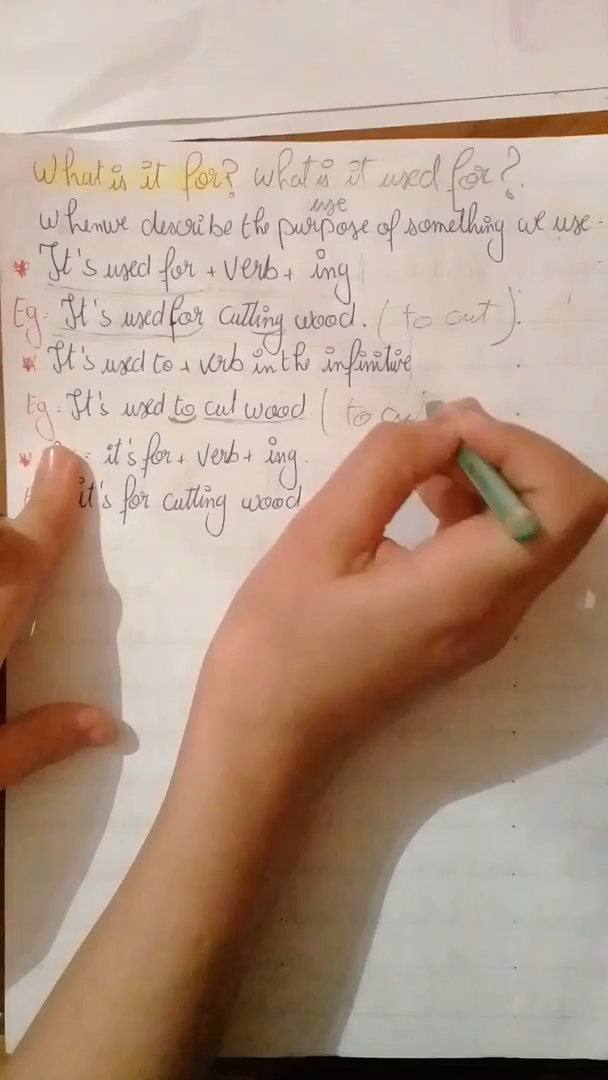 What is it for? What is it used for?
use
When we describe the purpose of something we use
* It's used for + verb + ing
Eg: It's used for cutting wood. (to cut).
* It's used to + verb in the infinitive
Eg: It's used to cut wood (to
it's for + verb + ing.
it's for cutting wood